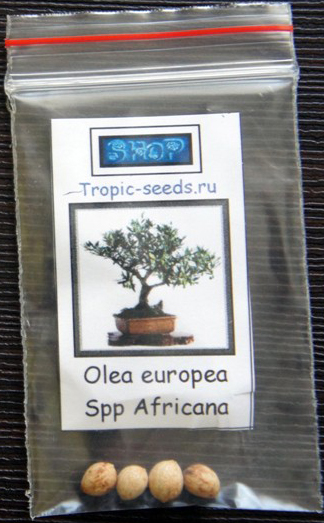 SHOP
Tropic-seeds.ru
Olea europea
Spp Africana